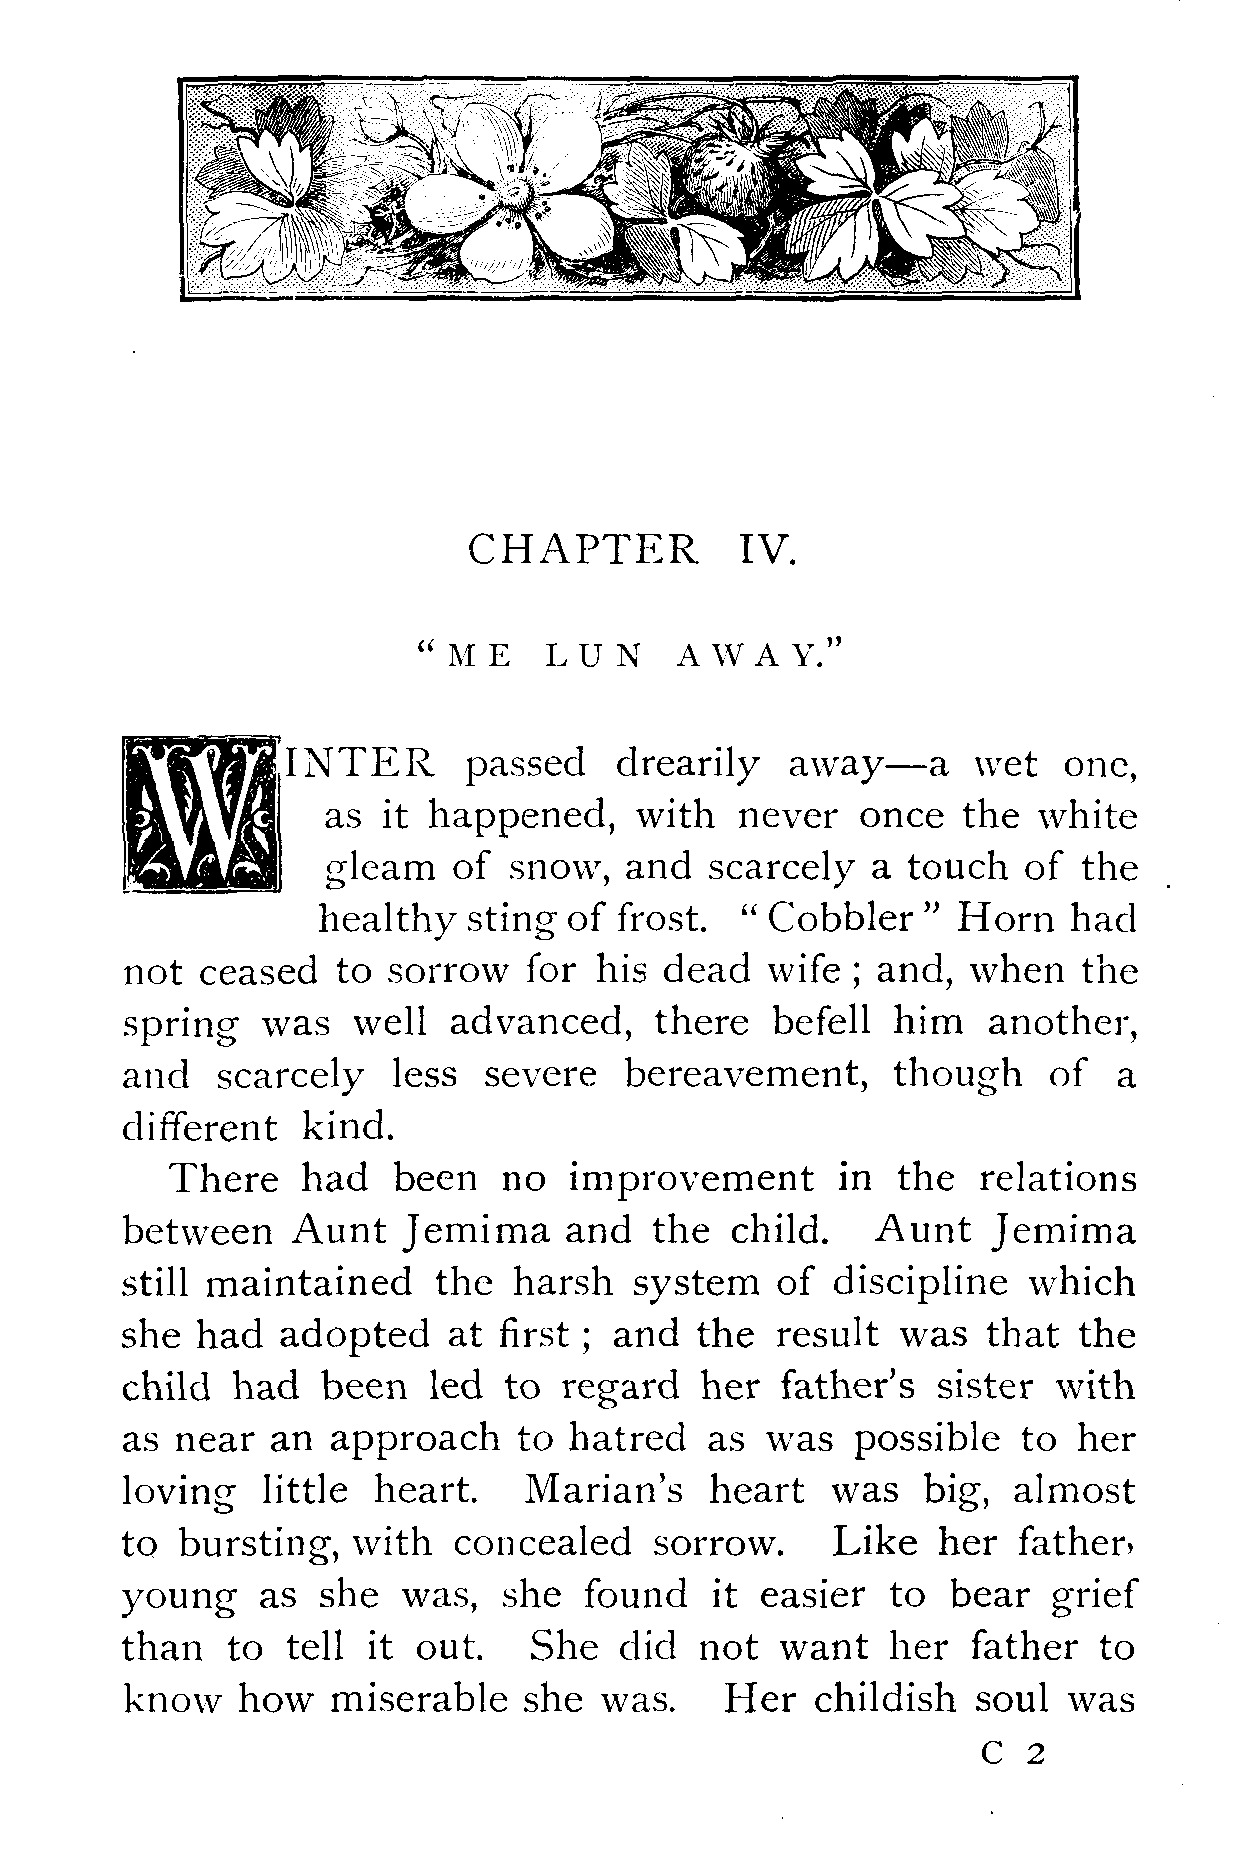 CHAPTER IV.
“ME LUN AWAY.”
WINTER passed drearily away—a wet one,
as it happened, with never once the white
gleam of snow, and scarcely a touch of the
healthy sting of frost. “Cobbler” Horn had
not ceased to sorrow for his dead wife; and, when the
spring was well advanced, there befell him another,
and scarcely less severe bereavement, though of a
different kind.
There had been no improvement in the relations
between Aunt Jemima and the child. Aunt Jemima
still maintained the harsh system of discipline which
she had adopted at first; and the result was that the
child had been led to regard her father’s sister with
as near an approach to hatred as was possible to her
loving little heart. Marian’s heart was big, almost
to bursting, with concealed sorrow. Like her father,
young as she was, she found it easier to bear grief
than to tell it out. She did not want her father to
know how miserable she was. Her childish soul was
C 2